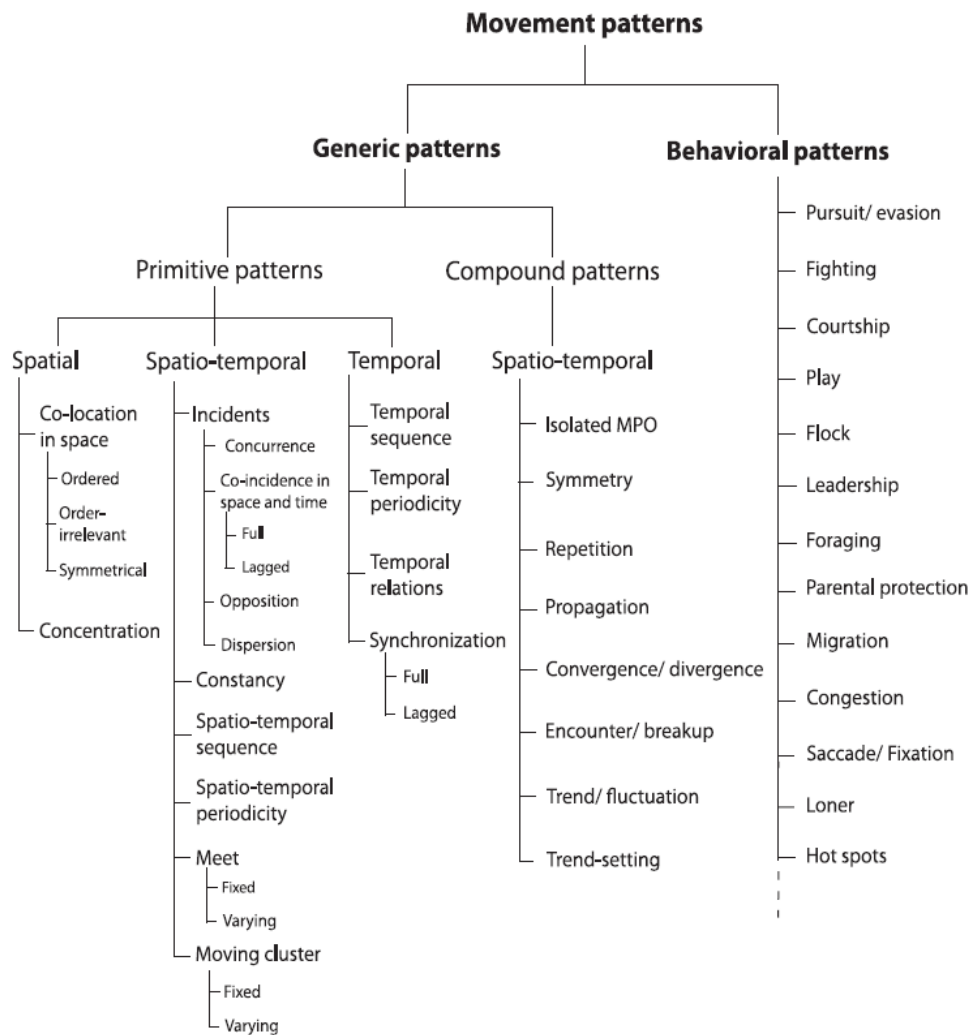 Movement patterns
Generic patterns
Behavioral patterns
Primitive patterns
Compound patterns
Spatial
Co-location
in space
Ordered
Order-
irrelevant
Symmetrical
Concentration
Spatio-temporal
Incidents
Concurrence
Co-incidence in
space and time
Full
Lagged
Opposition
Dispersion
Constancy
Spatio-temporal
sequence
Spatio-temporal
periodicity
Meet
Fixed
Varying
Moving cluster
Fixed
Varying
Temporal
Temporal
sequence
Temporal
periodicity
Temporal
relations
Synchronization
Full
Lagged
Spatio-temporal
Isolated MPO
Symmetry
Repetition
Propagation
Convergence/ divergence
Encounter/ breakup
Trend/ fluctuation
Trend-setting
Pursuit/ evasion
Fighting
Courtship
Play
Flock
Leadership
Foraging
Parental protection
Migration
Congestion
Saccade/ Fixation
Loner
Hot spots